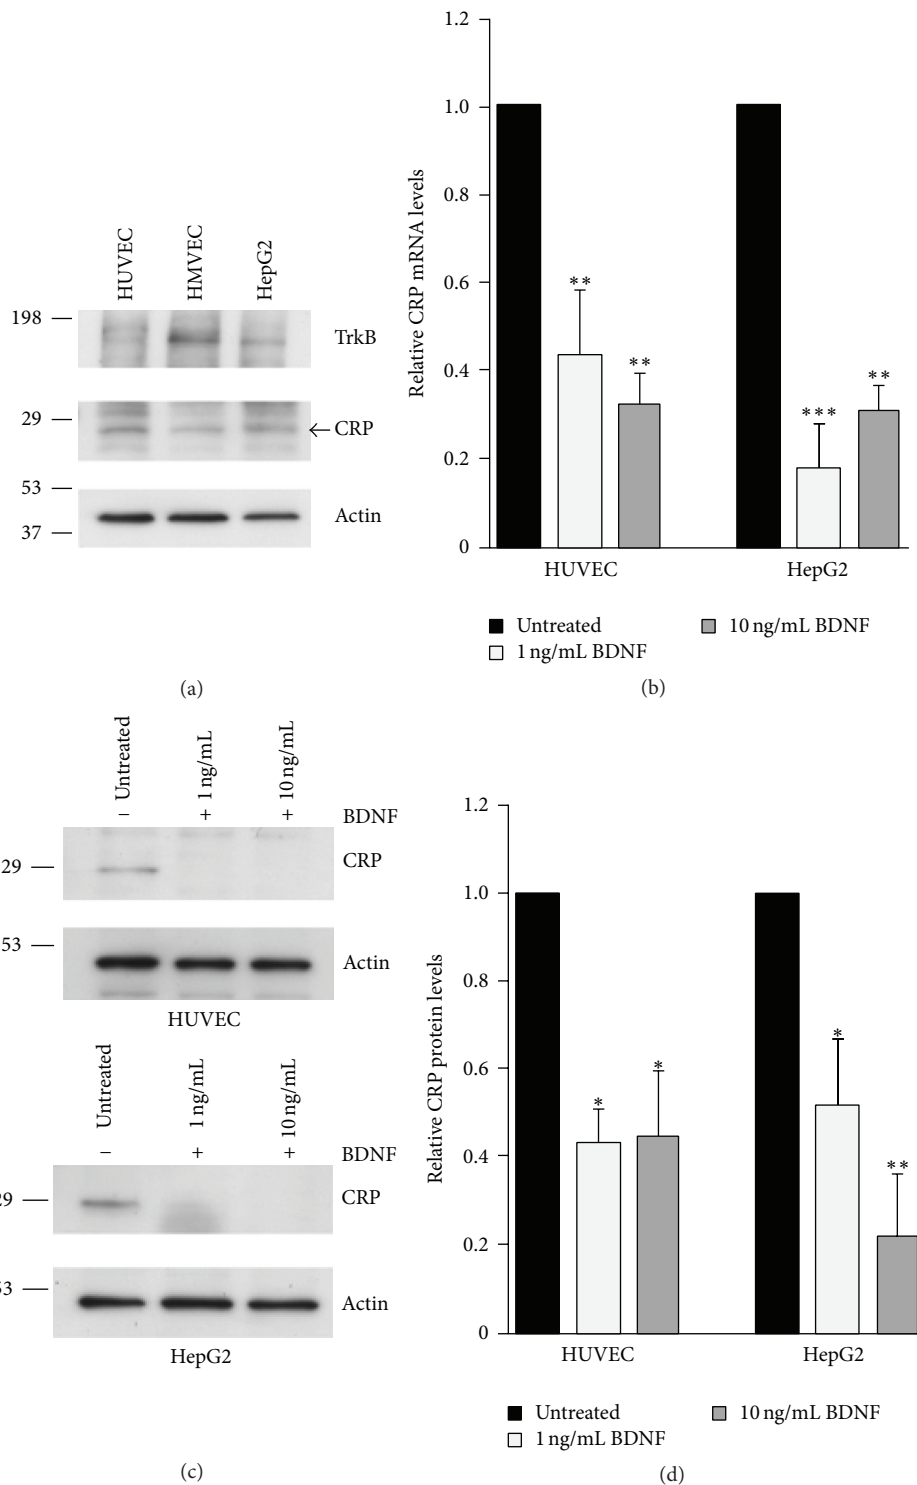 HUVEC
HMVEC
HepG2
198
TrkB
29
CRP
53
Actin
37
(a)
1.2
1.0
0.8
0.6
0.4
0.2
0
Relative CRP mRNA levels
**
**
***
**
HUVEC
HepG2
Untreated
10 ng/mL BDNF
1 ng/mL BDNF
(b)
Untreated
1 ng/mL
10 ng/mL
− + + BDNF
29
CRP
53
Actin
HUVEC
Untreated
1 ng/mL
10 ng/mL
− + + BDNF
29
CRP
53
Actin
HepG2
(c)
1.2
1.0
0.8
0.6
0.4
0.2
0
Relative CRP protein levels
*
*
*
**
HUVEC
HepG2
Untreated
10 ng/mL BDNF
1 ng/mL BDNF
(d)